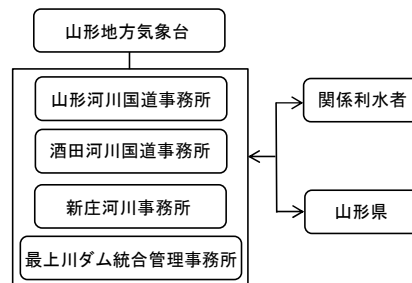 山形地方気象台
山形河川国道事務所
酒田河川国道事務所
新庄河川事務所
最上川ダム統合管理事務所
関係利水者
山形県